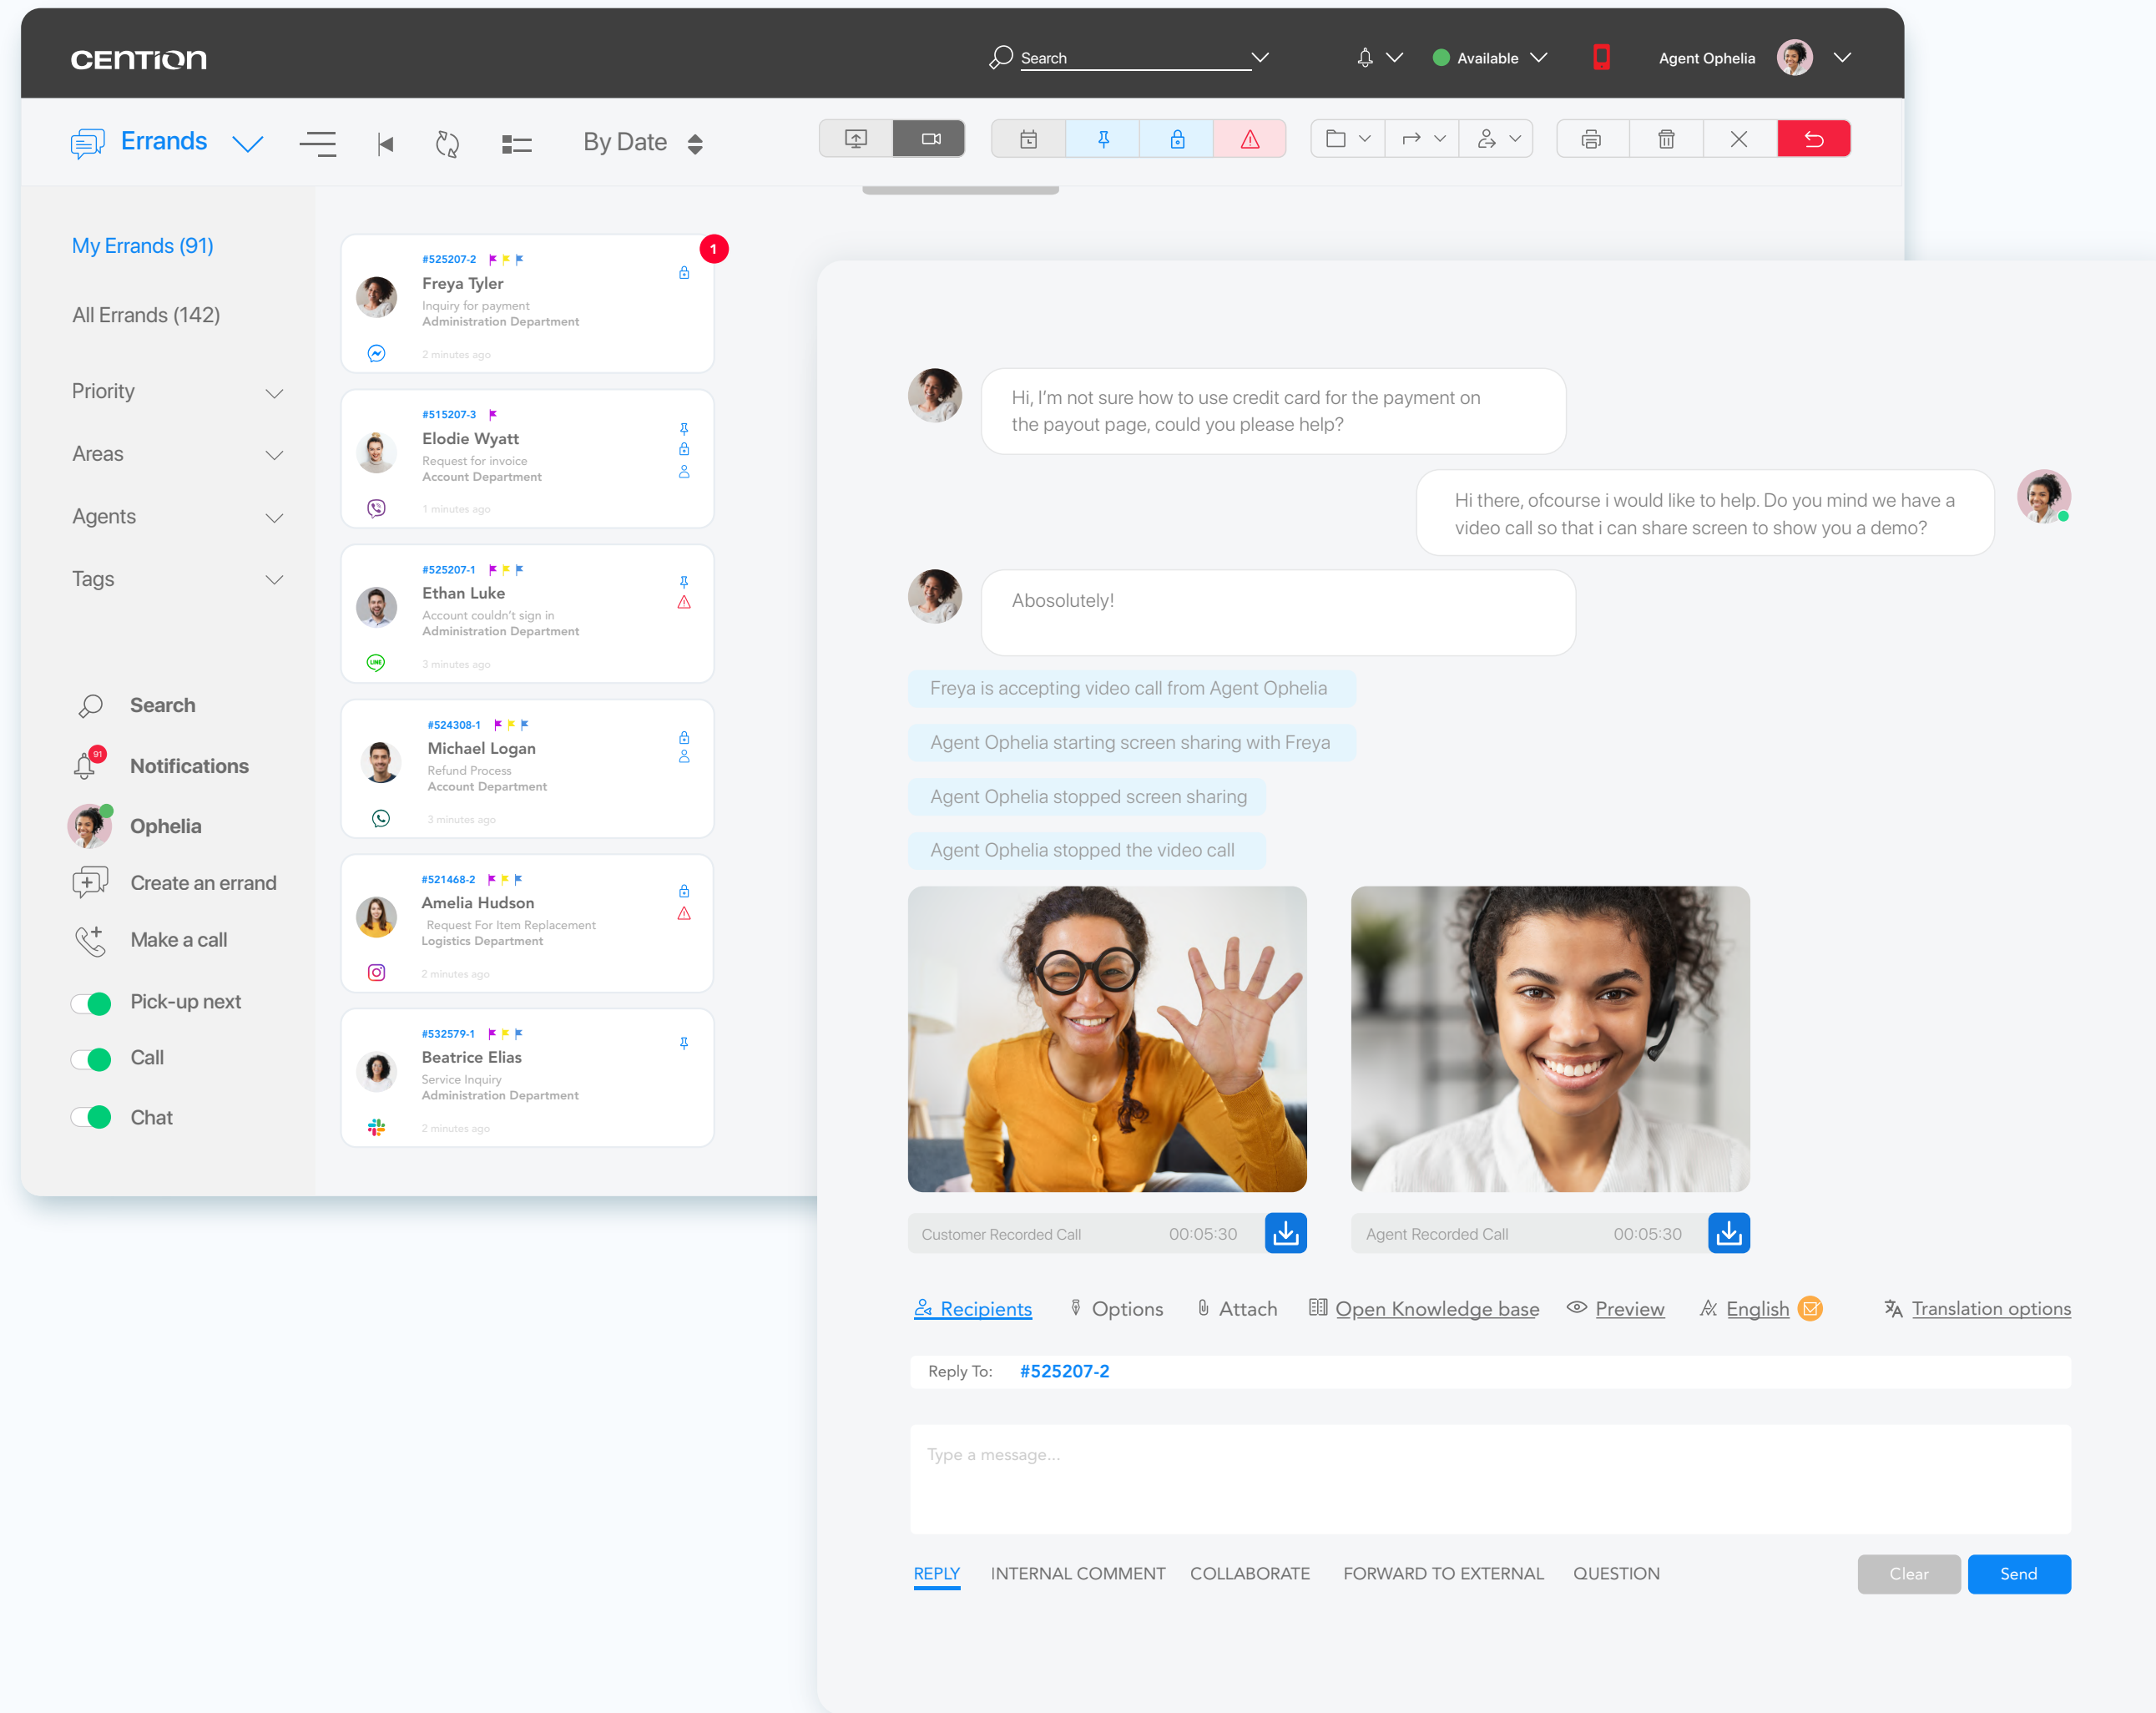 CENTION
Search
Available
Agent Ophelia
Errands
By Date
My Errands (91)
All Errands (142)
Priority
Areas
Agents
Tags
Search
91
Notifications
Ophelia
Create an errand
Make a call
Pick-up next
Call
Chat
1
#525207-2
Freya Tyler
Inquiry for payment
Administration Department
2 minutes ago
#515207-3
Elodie Wyatt
Request for invoice
Account Department
1 minutes ago
#525207-1
Ethan Luke
Account couldn't sign in
Administration Department
LINE
3 minutes ago
#524308-1
Michael Logan
Refund Process
Account Department
3 minutes ago
#521468-2
Amelia Hudson
Request For Item Replacement
Logistics Department
2 minutes ago
#532579-1
Beatrice Elias
Service Inquiry
Administration Department
2 minutes ago
Hi, I'm not sure how to use credit card for the payment on
the payout page, could you please help?
Hi there, ofcourse i would like to help. Do you mind we have a
video call so that i can share screen to show you a demo?
Abosolutely!
Freya is accepting video call from Agent Ophelia
Agent Ophelia starting screen sharing with Freya
Agent Ophelia stopped screen sharing
Agent Ophelia stopped the video call
Customer Recorded Call 00:05:30
Agent Recorded Call 00:05:30
Recipients Options Attach Open Knowledge base Preview English Translation options
Reply To: #525207-2
Type a message...
REPLY INTERNAL COMMENT COLLABORATE FORWARD TO EXTERNAL QUESTION Clear Send